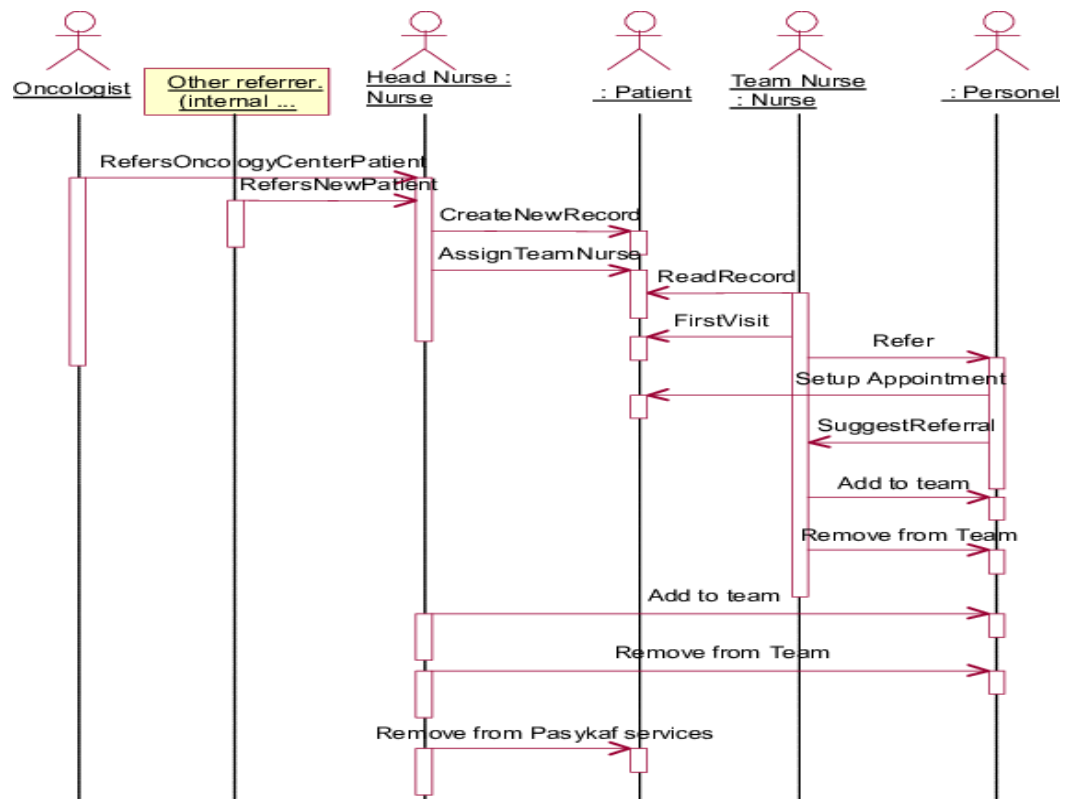 Oncologist
Other referrer.
(internal ...
Head Nurse :
Nurse
: Patient
Team Nurse
: Nurse
: Personel
RefersOncologyCenterPatient
RefersNewPatient
CreateNewRecord
AssignTeamNurse
ReadRecord
FirstVisit
Refer
Setup Appointment
SuggestReferral
Add to team
Remove from Team
Add to team
Remove from Team
Remove from Pasykaf services